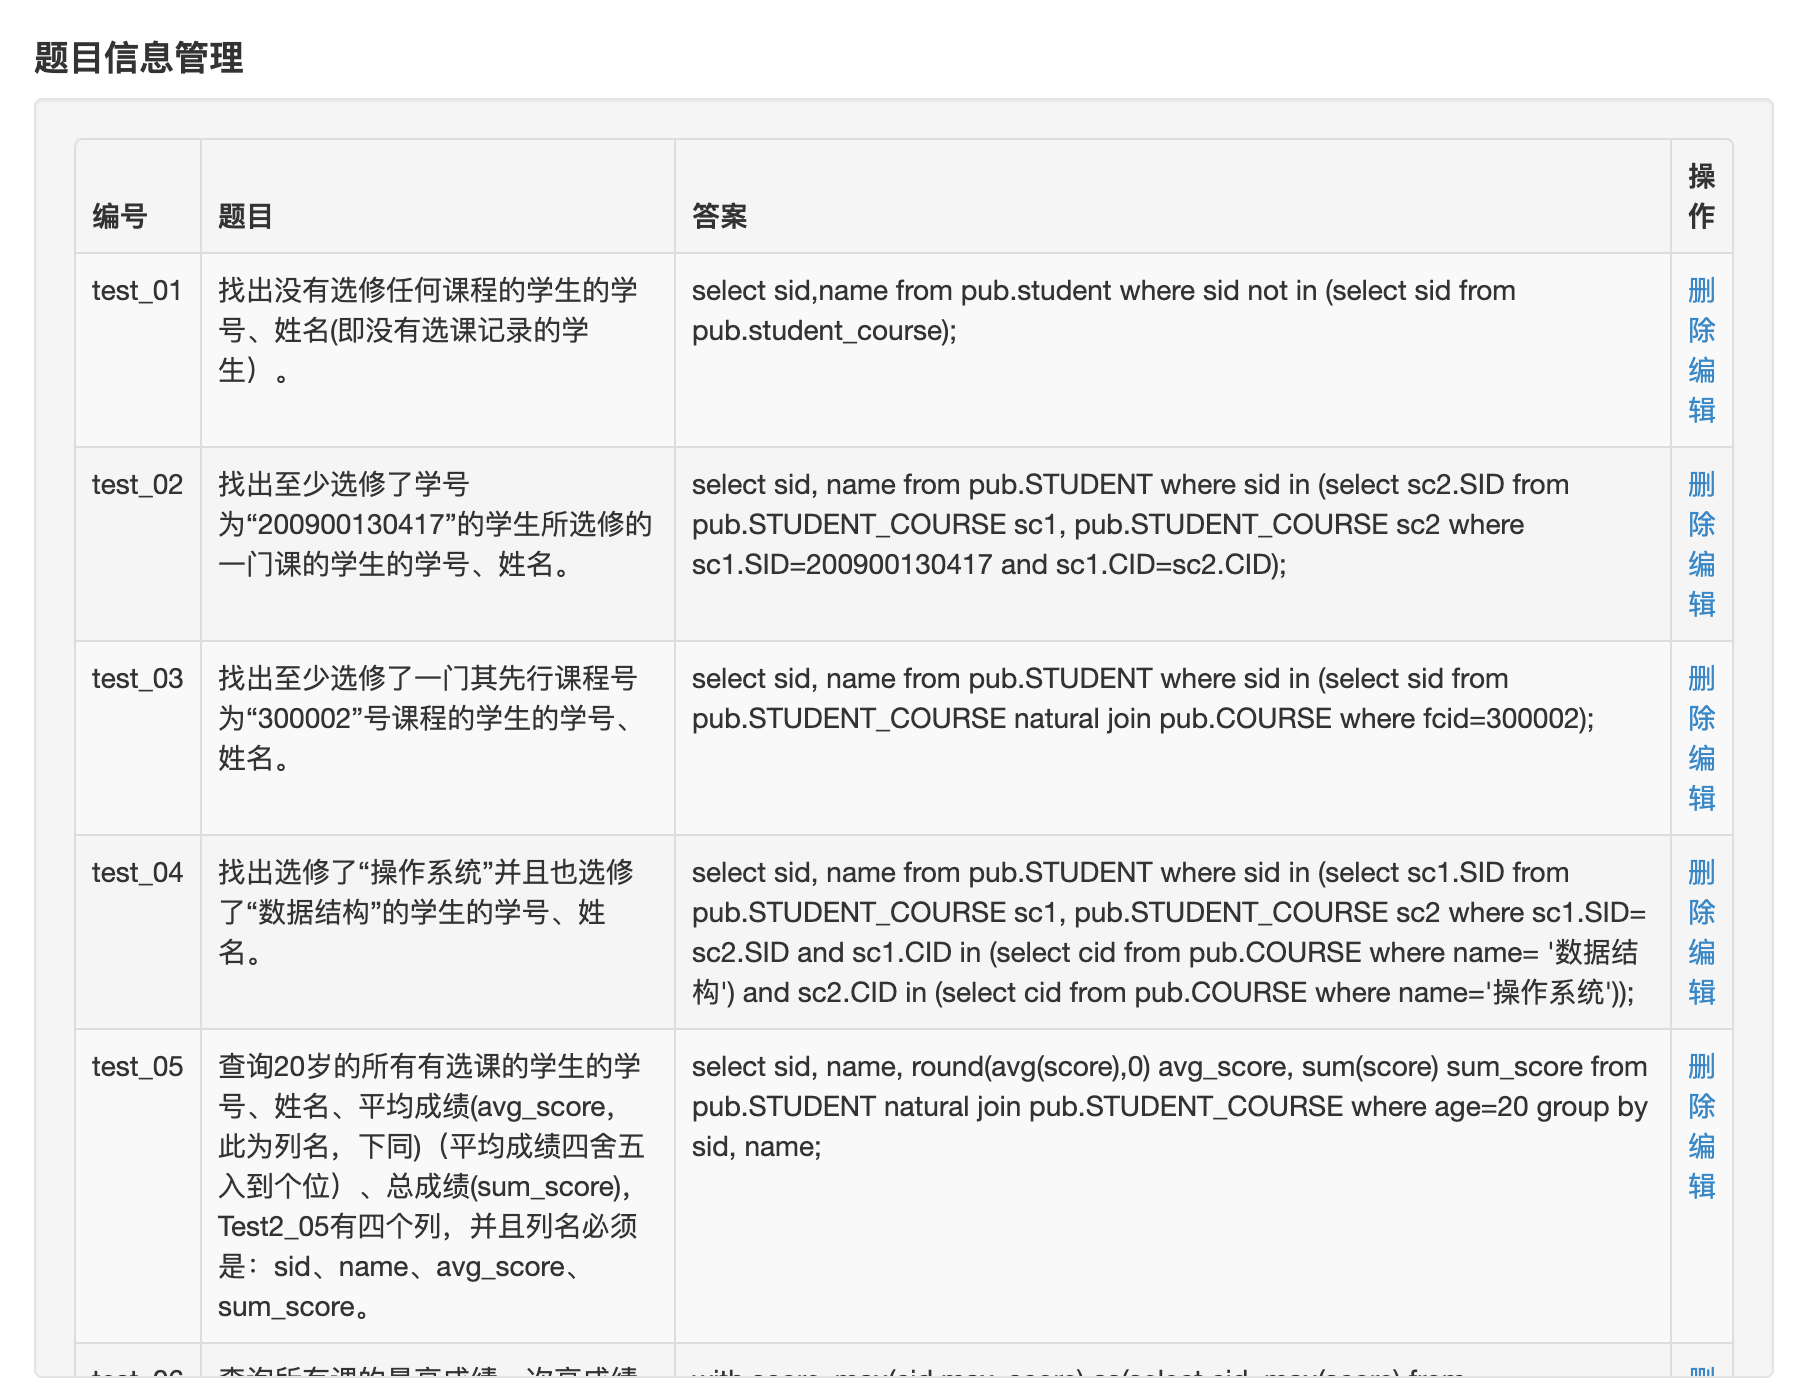 题目信息管理
编号
题目
答案
操
作
test_01
找出没有选修任何课程的学生的学
号、姓名(即没有选课记录的学
生）。
select sid,name from pub.student where sid not in (select sid from
pub.student_course);
删
除
编
辑
test_02
找出至少选修了学号
为“200900130417”的学生所选修的
一门课的学生的学号、姓名。
select sid, name from pub.STUDENT where sid in (select sc2.SID from
pub.STUDENT_COURSE sc1, pub.STUDENT_COURSE sc2 where
sc1.SID=200900130417 and sc1.CID=sc2.CID);
删
除
编
辑
test_03
找出至少选修了一门其先行课程号
为“300002”号课程的学生的学号、
姓名。
select sid, name from pub.STUDENT where sid in (select sid from
pub.STUDENT_COURSE natural join pub.COURSE where fcid=300002);
删
除
编
辑
test_04
找出选修了“操作系统”并且也选修
了“数据结构”的学生的学号、姓
名。
select sid, name from pub.STUDENT where sid in (select sc1.SID from
pub.STUDENT_COURSE sc1, pub.STUDENT_COURSE sc2 where sc1.SID=
sc2.SID and sc1.CID in (select cid from pub.COURSE where name= '数据结
构') and sc2.CID in (select cid from pub.COURSE where name='操作系统'));
删
除
编
辑
test_05
查询20岁的所有有选课的学生的学
号、姓名、平均成绩(avg_score，
此为列名，下同)（平均成绩四舍五
入到个位）、总成绩(sum_score)，
Test2_05有四个列，并且列名必须
是：sid、name、avg_score、
sum_score。
select sid, name, round(avg(score),0) avg_score, sum(score) sum_score from
pub.STUDENT natural join pub.STUDENT_COURSE where age=20 group by
sid, name;
删
除
编
辑
test_06
查询所有课的最高成绩、次高成绩